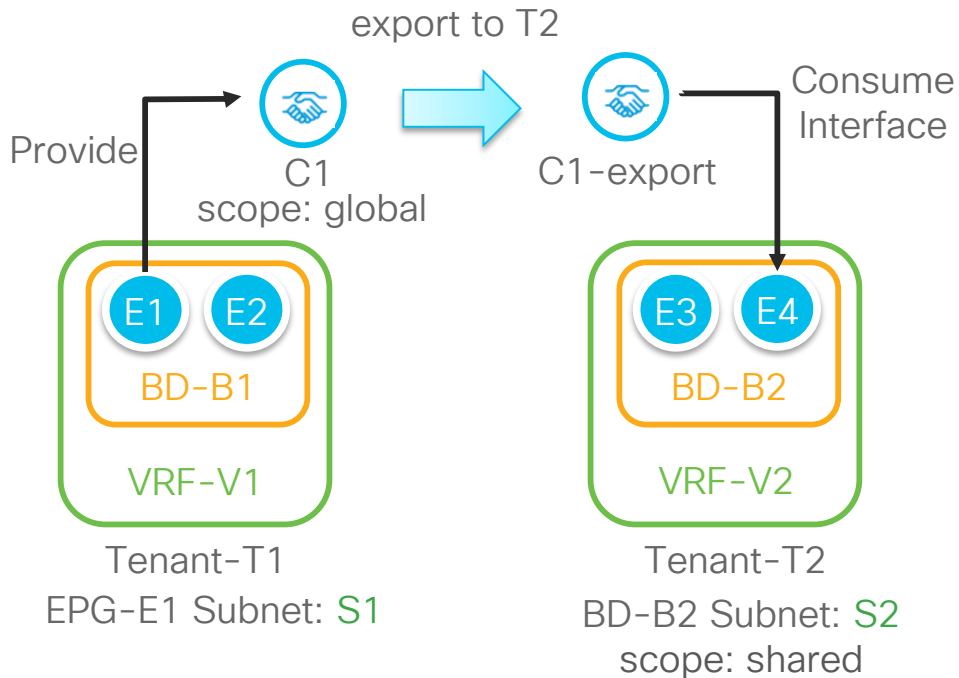 export to T2
Provide
C1
scope: global
C1-export
Consume
Interface
E1
E2
BD-B1
VRF-V1
Tenant-T1
EPG-E1 Subnet: S1
E3
E4
BD-B2
VRF-V2
Tenant-T2
BD-B2 Subnet: S2
scope: shared